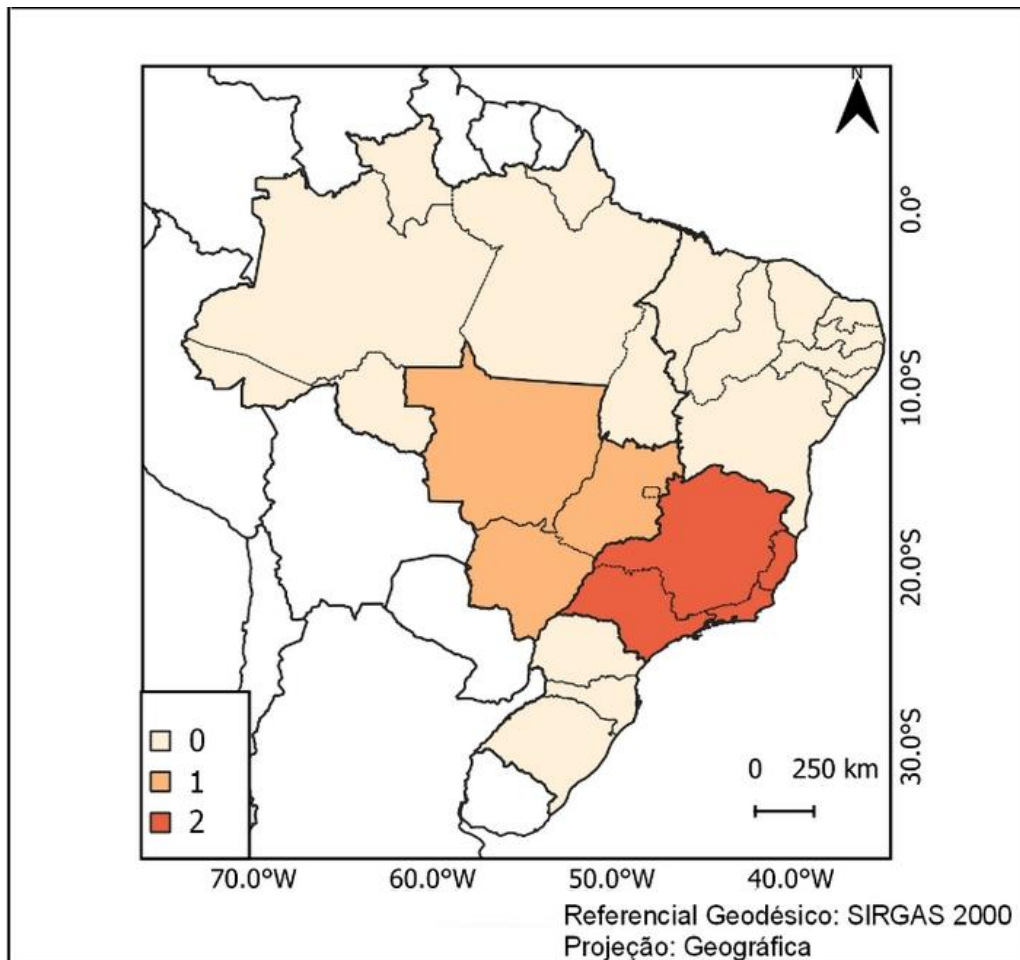 N
0.0°
10.0°S
20.0°S
30.0°S
0
1
2
0 250 km
70.0°W 60.0°W 50.0°W 40.0°W
Referencial Geodésico: SIRGAS 2000
Projeção: Geográfica